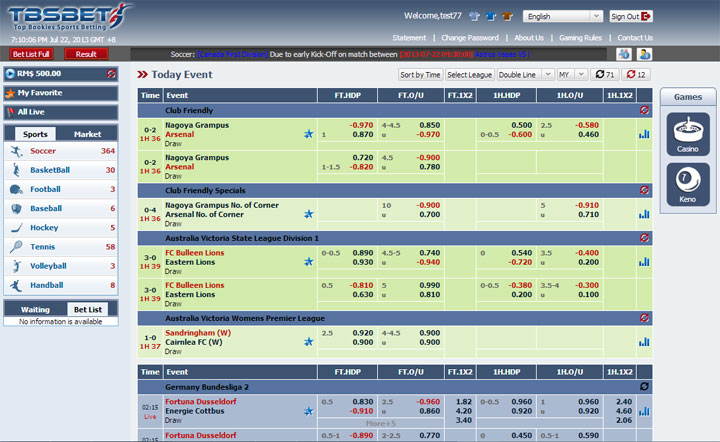 TBSBET
Top Bookies Sports Betting
Welcome,test77
English
Sign Out
7:10:06 PM Jul 22, 2013 GMT +8
Statement | Change Password | About Us | Gaming Rules | Contact Us
Bet List Full
Result
Soccer: Due to early Kick-Off on match between
RM$ 500.00
My Favorite
All Live
Sports Market
Soccer 364
BasketBall 30
Football 3
Baseball 6
Hockey 5
Tennis 58
Volleyball 3
Handball 8
Waiting Bet List
No information is available
Today Event
Sort by Time Select League Double Line MY 71 12
Time Event FT.HDP FT.O/U FT.1X2 1H.HDP 1H.O/U 1H.1X2
Club Friendly
0-2 Nagoya Grampus -0.970 4-4.5 0.850 0.500 2.5 -0.580
1H 36 Arsenal 1 0.870 u -0.970 0-0.5 -0.600 u 0.460
Draw
0-2 Nagoya Grampus 0.720 4.5 -0.900
1H 36 Arsenal 1-1.5 -0.820 u 0.780
Draw
Club Friendly Specials
0-4 Nagoya Grampus No. of Corner 10 -0.900 5 -0.910
1H 36 Arsenal No. of Corner u 0.700 u 0.710
Draw
Australia Victoria State League Division 1
3-0 FC Bulleen Lions 0-0.5 0.890 4.5-5 0.740 0 0.540 3.5 -0.400
1H 39 Eastern Lions 0.930 u -0.940 -0.720 u 0.200
Draw
3-0 FC Bulleen Lions 0.5 -0.810 5 0.990 0-0.5 -0.380 3.5-4 -0.300
1H 39 Eastern Lions 0.630 u 0.810 0.200 u 0.100
Draw
Australia Victoria Womens Premier League
1-0 Sandringham (W) 2.5 0.920 4-4.5 0.900
1H 37 Cairnlea FC (W) 0.900 u 0.900
Draw
Time Event FT.HDP FT.O/U FT.1X2 1H.HDP 1H.O/U 1H.1X2
Germany Bundesliga 2
02:15 Fortuna Dusseldorf 0.5 0.830 2.5 -0.960 1.82 0-0.5 0.960 1 0.960 2.40
Live Energie Cottbus -0.910 u 0.860 4.20 0.920 u 0.920 4.60
Draw 3.40 2.06
More+5
02:15 Fortuna Dusseldorf 0.5-1 -0.890 2-2.5 0.770 0 0.450 0.5-1 0.590
Games
Casino
Keno